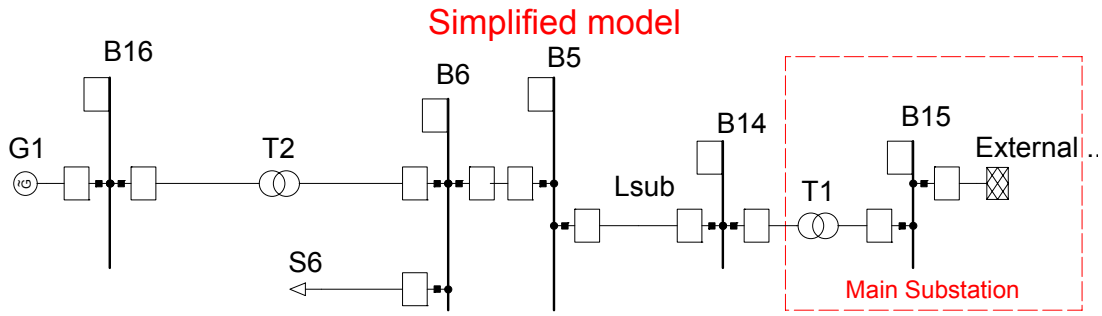 Simplified model
B16
B6
B5
B14
B15
G1
T2
Lsub
T1
External ..
G̃
S6
Main Substation